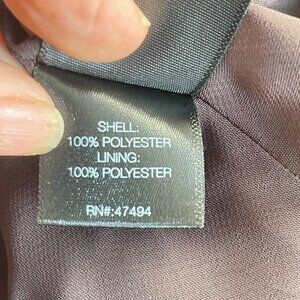 SHELL:
100% POLYESTER
LINING:
100% POLYESTER
RN#:47494